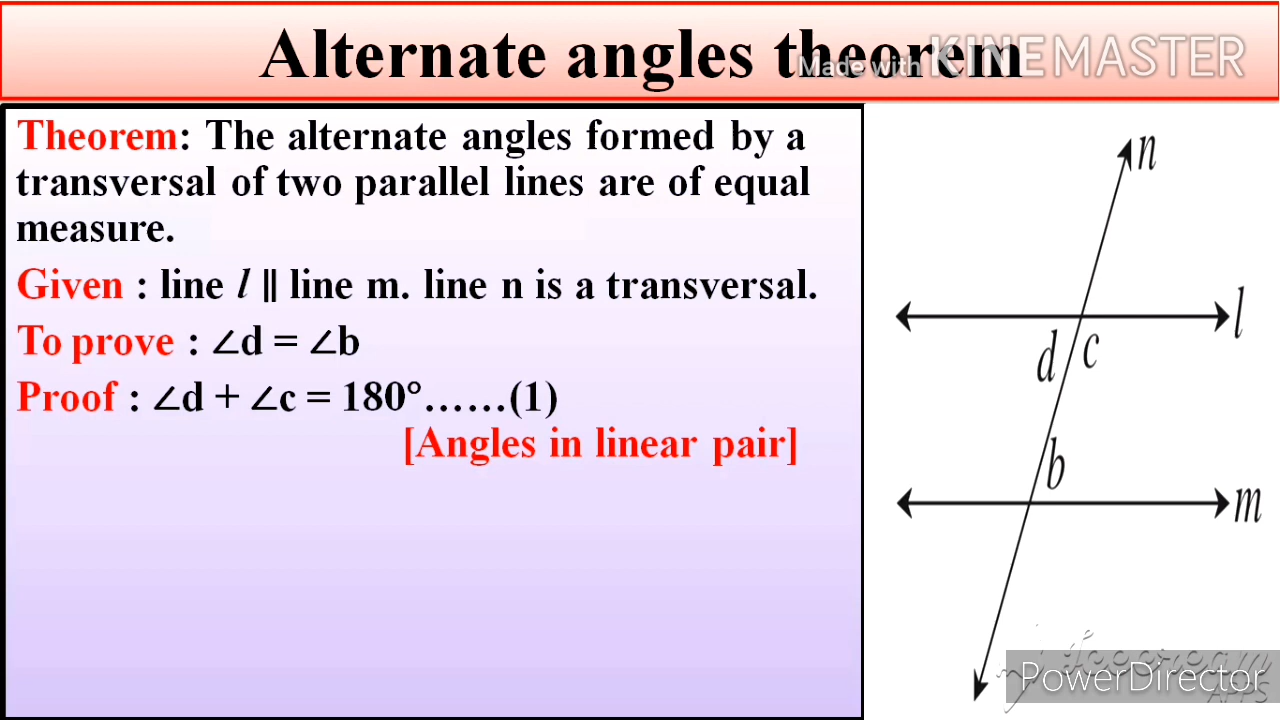 Alternate angles theorem
Made with KINEMASTER
Theorem: The alternate angles formed by a
transversal of two parallel lines are of equal
measure.
Given : line l || line m. line n is a transversal.
To prove : ∠d = ∠b
Proof : ∠d + ∠c = 180°……(1)
[Angles in linear pair]
n
l
d c
b
m
PowerDirector
APPS